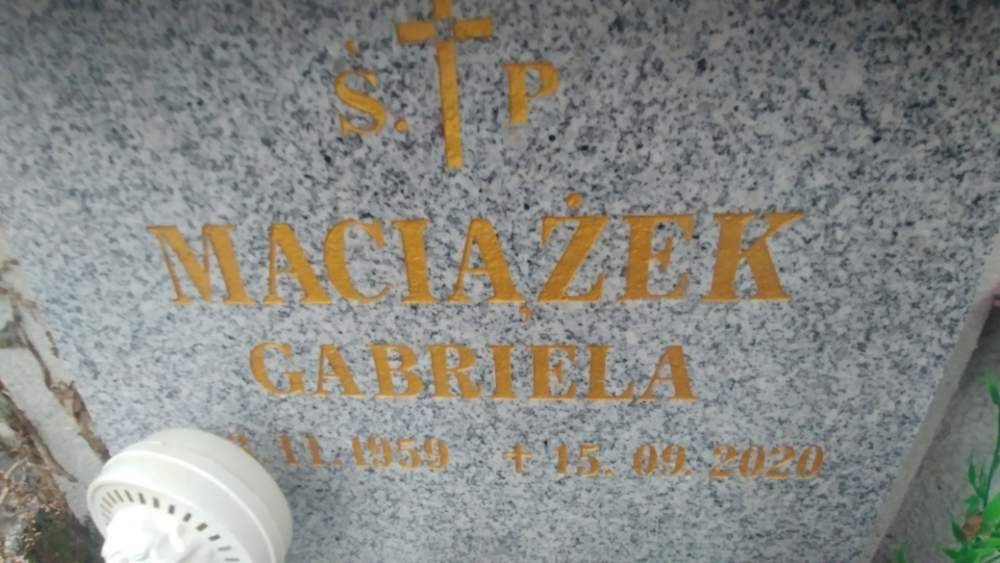 Ś. P
MACIĄŻEK
GABRIELA
11. 1959 + 15. 09. 2020